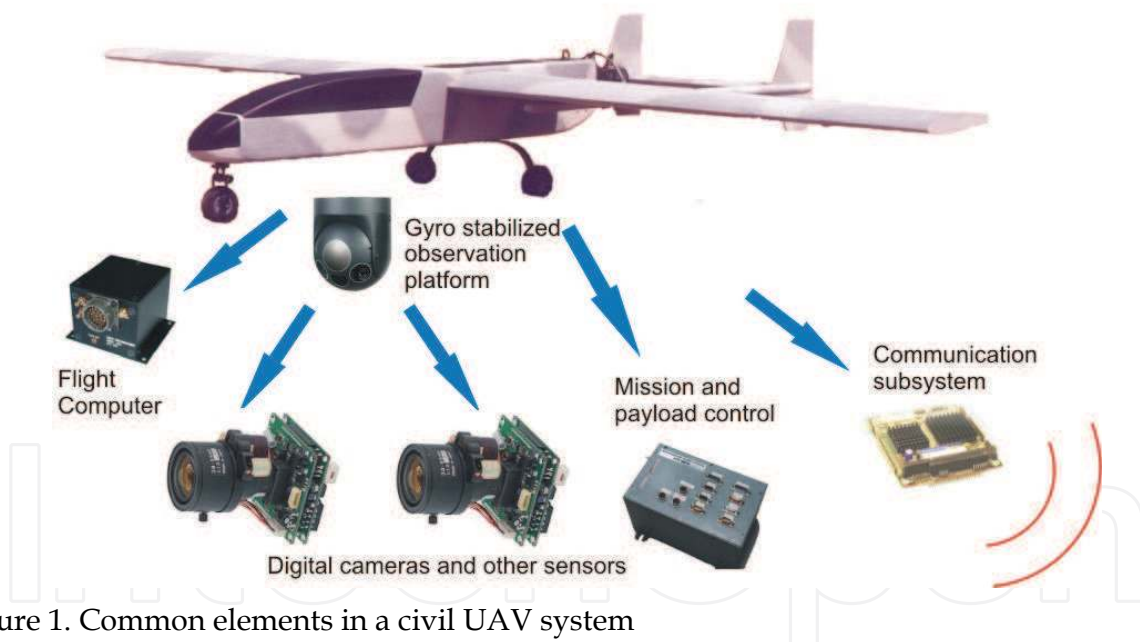 Gyro stabilized
observation
platform
Flight
Computer
Mission and
payload control
Communication
subsystem
Digital cameras and other sensors
ure 1. Common elements in a civil UAV system